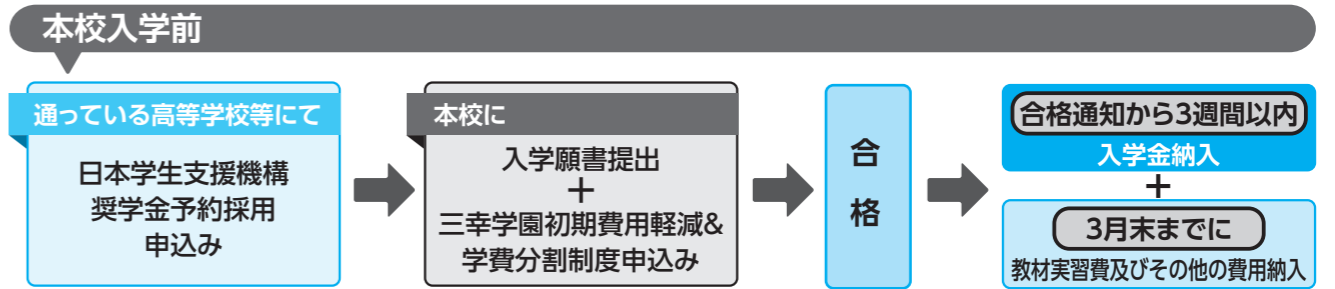 本校入学前
通っている高等学校等にて
日本学生支援機構
奨学金予約採用
申込み
本校に
入学願書提出
＋
三幸学園初期費用軽減&
学費分割制度申込み
合
格
合格通知から3週間以内
入学金納入
＋
3月末までに
教材実習費及びその他の費用納入